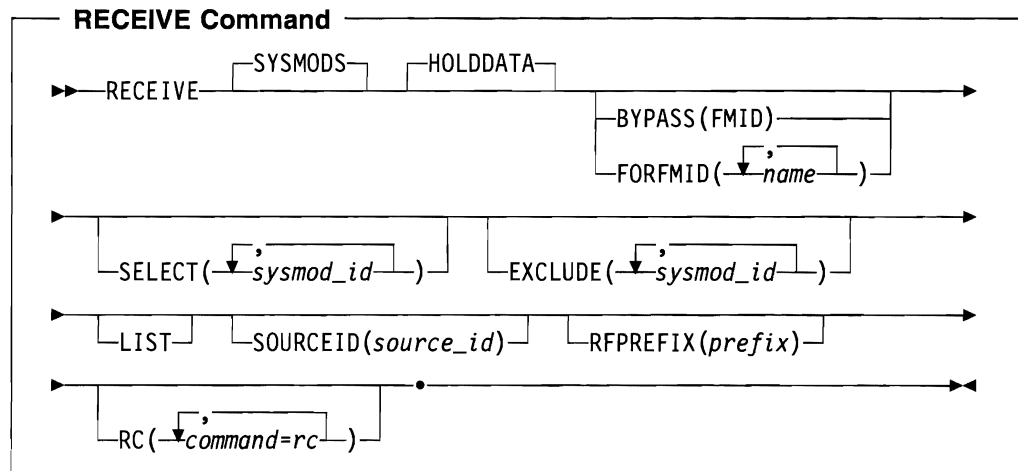 RECEIVE Command
SYSMODS HOLDDATA
RECEIVE
BYPASS(FMID)
,
FORFMID( name )
, ,
SELECT( sysmod_id ) EXCLUDE( sysmod_id )
LIST SOURCEID(source_id) RFPREFIX(prefix)
.
,
RC( command=rc )